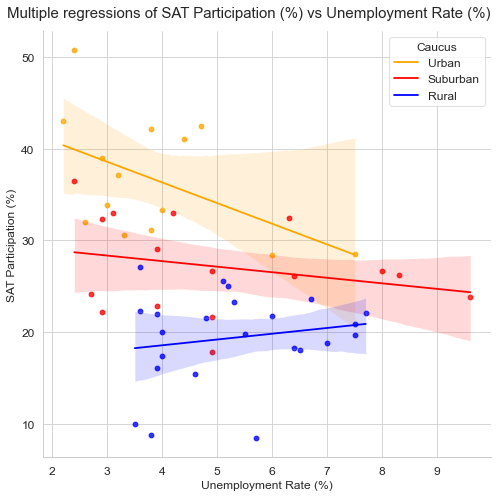 Multiple regressions of SAT Participation (%) vs Unemployment Rate (%)
Caucus
Urban
Suburban
Rural
50
40
30
20
10
SAT Participation (%)
2 3 4 5 6 7 8 9
Unemployment Rate (%)